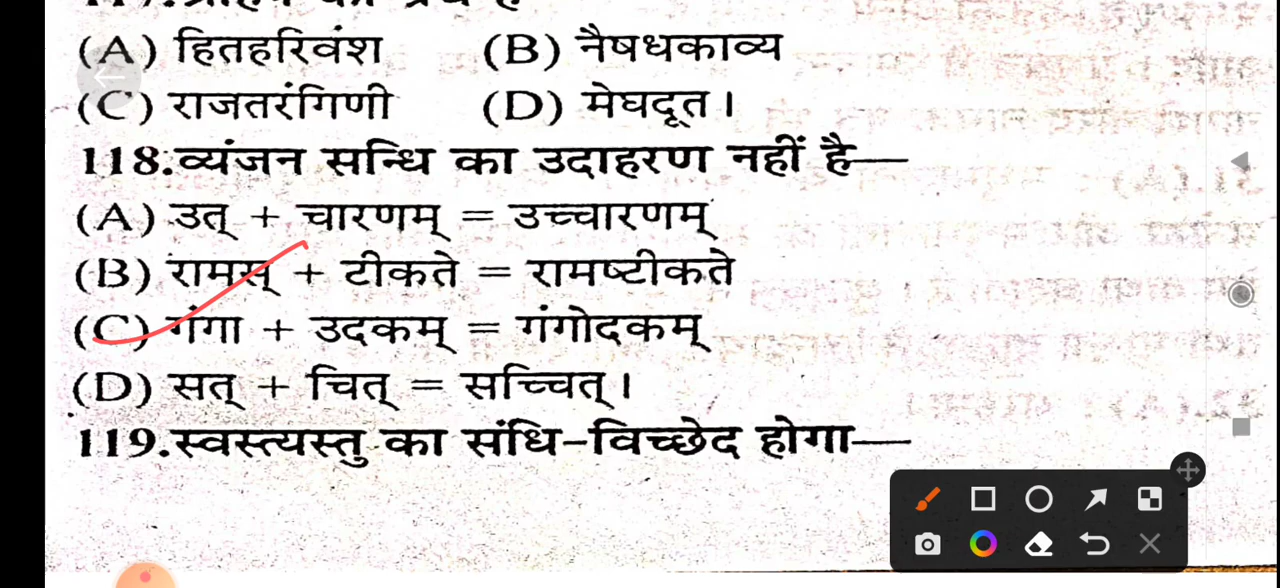 (A) हितहरिवंश (B) नैषधकाव्य
(C) राजतरंगिणी (D) मेघदूत।
118. व्यंजन सन्धि का उदाहरण नहीं है—
(A) उत् + चारणम् = उच्चारणम्
(B) रामस् + टीकते = रामष्टीकते
(C) गंगा + उदकम् = गंगोदकम्
(D) सत् + चित् = सच्चित्।
119. स्वस्त्यस्तु का संधि-विच्छेद होगा—